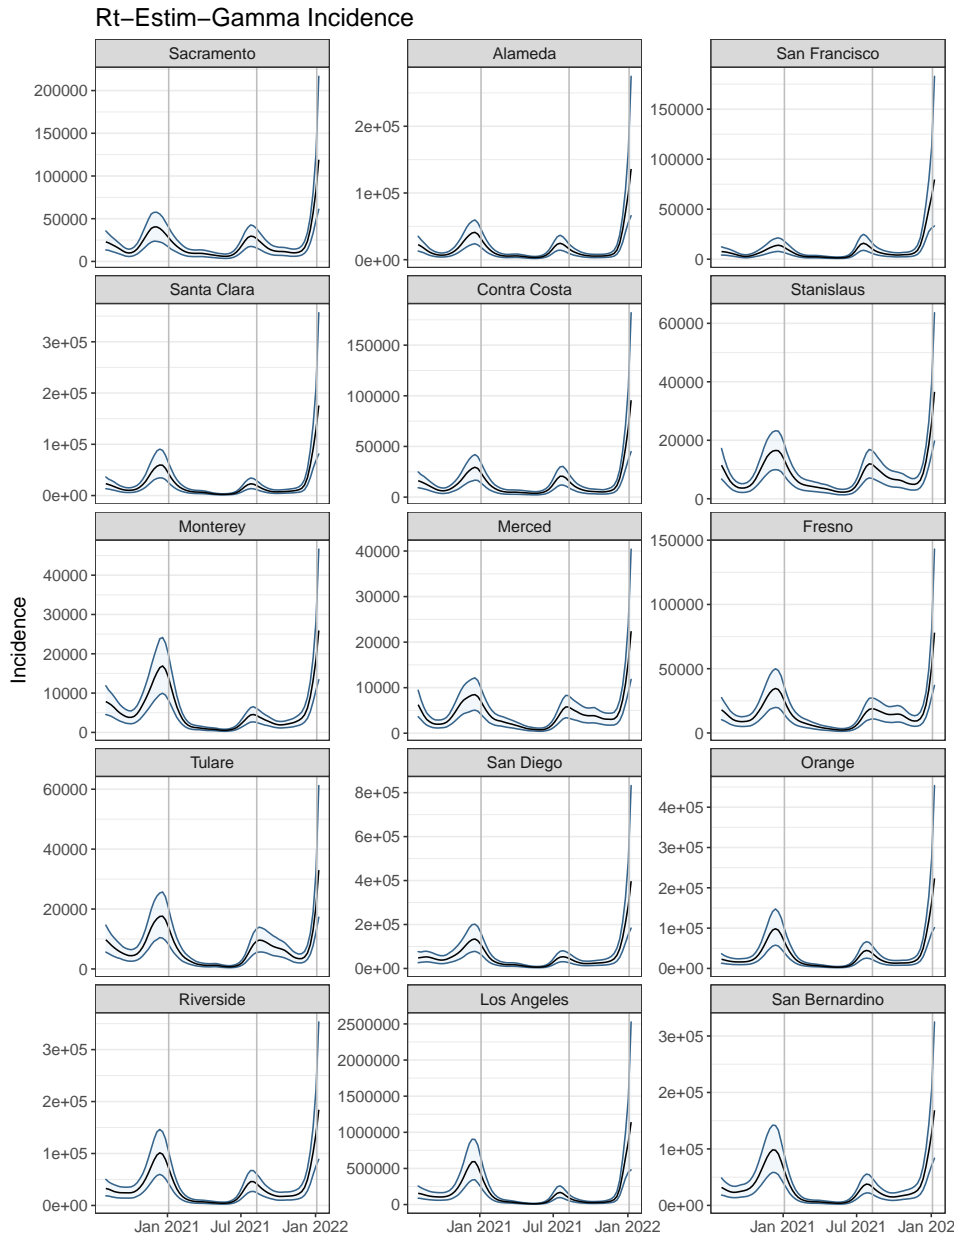 Rt−Estim−Gamma Incidence
Sacramento Alameda San Francisco
200000
150000
100000
50000
0
2e+05
1e+05
0e+00
150000
100000
50000
0
Santa Clara Contra Costa Stanislaus
3e+05
2e+05
1e+05
0e+00
150000
100000
50000
0
60000
40000
20000
0
Monterey Merced Fresno
40000
30000
20000
10000
0
40000
30000
20000
10000
0
150000
100000
50000
0
Incidence
Tulare San Diego Orange
60000
40000
20000
0
8e+05
6e+05
4e+05
2e+05
0e+00
4e+05
3e+05
2e+05
1e+05
0e+00
Riverside Los Angeles San Bernardino
3e+05
2e+05
1e+05
0e+00
2500000
2000000
1500000
1000000
500000
0
3e+05
2e+05
1e+05
0e+00
Jan 2021 Jul 2021 Jan 2022 Jan 2021 Jul 2021 Jan 2022 Jan 2021 Jul 2021 Jan 202